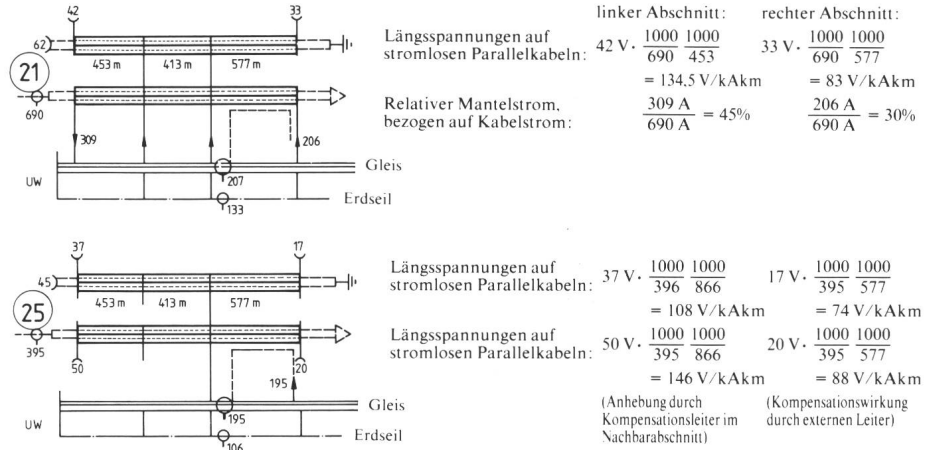 linker Abschnitt: rechter Abschnitt:
42 33
62
Längsspannungen auf
stromlosen Parallelkabeln: 42 V · 1000/690 1000/453 33 V · 1000/690 1000/577
453 m 413 m 577 m
= 134,5 V/kAkm = 83 V/kAkm
21
690
Relativer Mantelstrom,
bezogen auf Kabelstrom: 309 A/690 A = 45% 206 A/690 A = 30%
309 206
Gleis
UW 207
Erdseil
133
37 17
45
Längsspannungen auf
stromlosen Parallelkabeln: 37 V · 1000/396 1000/866 17 V · 1000/395 1000/577
453 m 413 m 577 m
= 108 V/kAkm = 74 V/kAkm
25
395
Längsspannungen auf
stromlosen Parallelkabeln: 50 V · 1000/395 1000/866 20 V · 1000/395 1000/577
50 20
= 146 V/kAkm = 88 V/kAkm
195
(Anhebung durch
Kompensationsleiter im
Nachbarabschnitt)
(Kompensationswirkung
durch externen Leiter)
Gleis
UW 195
Erdseil
106